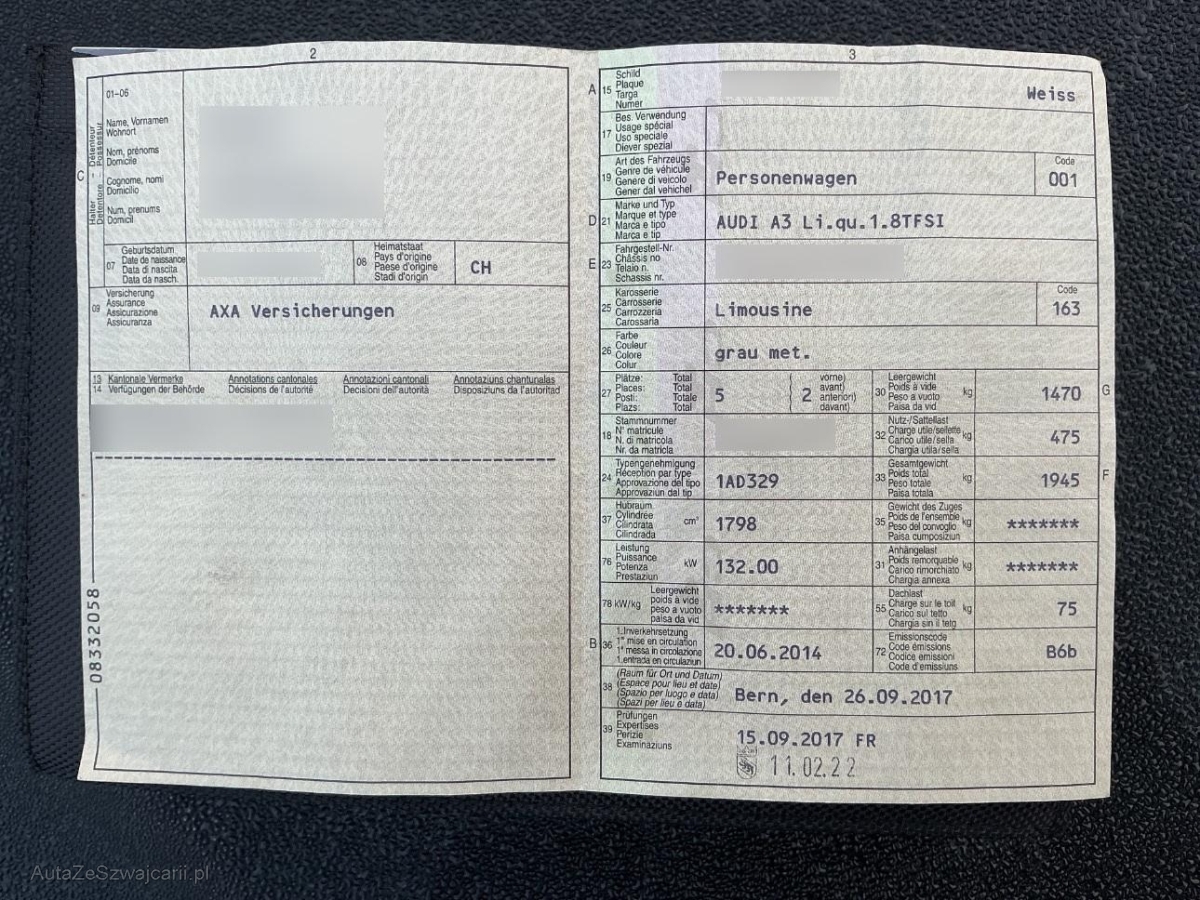 2
01-06
C
Halter - Détenteur
Detentore - Possessur
Name, Vornamen
Wohnort
Nom, prénoms
Domicile
Cognome, nomi
Domicilio
Num, prenums
Domicil
07
Geburtsdatum
Date de naissance
Data di nascita
Data da nasch.
08
Heimatstaat
Pays d'origine
Paese d'origine
Stadi d'origin
CH
09
Versicherung
Assurance
Assicurazione
Assicuranza
AXA Versicherungen
13 Kantonale Vermerke Annotations cantonales Annotazioni cantonali Annotaziuns chantunalas
14 Verfügungen der Behörde Décisions de l'autorité Decisioni dell'autorità Disposiziuns da l'autoritad
08332058
3
A 15
Schild
Plaque
Targa
Numer
Weiss
17
Bes. Verwendung
Usage spécial
Uso speciale
Diever spezial
19
Art des Fahrzeugs
Genre de véhicule
Genere di veicolo
Gener dal vehichel
Personenwagen
Code
001
D 21
Marke und Typ
Marque et type
Marca e tipo
Marca e tip
AUDI A3 Li.qu.1.8TFSI
E 23
Fahrgestell-Nr.
Châssis no
Telaio n.
Schassis nr.
25
Karosserie
Carrosserie
Carrozzeria
Carossaria
Limousine
Code
163
26
Farbe
Couleur
Colore
Colur
grau met.
27
Plätze: Total
Places: Total
Posti: Totale
Plazs: Total
5
2
vorne)
avant)
anteriori)
davant)
30
Leergewicht
Poids à vide
Peso a vuoto
Paisa da vid
kg
1470
G
18
Stammnummer
N° matricule
N. di matricola
Nr. da matricla
32
Nutz-/Sattellast
Charge utile/sellette
Carico utile/sella
Chargia utila/sella
kg
475
24
Typengenehmigung
Réception par type
Approvazione del tipo
Approvaziun dal tip
1AD329
33
Gesamtgewicht
Poids total
Peso totale
Paisa totala
kg
1945
F
37
Hubraum
Cylindrée
Cilindrata
Cilindrada
cm³
1798
35
Gewicht des Zuges
Poids de l'ensemble
Peso del convoglio
Paisa cumposiziun
kg
*******
76
Leistung
Puissance
Potenza
Prestaziun
kW
132.00
31
Anhängelast
Poids remorquable
Carico rimorchiato
Chargia annexa
kg
*******
78 kW/kg
Leergewicht
poids à vide
peso a vuoto
paisa da vid
*******
55
Dachlast
Charge sur le toit
Carico sul tetto
Chargia sin il tetg
kg
75
B 36
1.Inverkehrsetzung
1re mise en circulation
1a messa in circolazione
1.entrada en circulaziun
20.06.2014
72
Emissionscode
Code émissions
Codice emissioni
Code d'emissiuns
B6b
38
(Raum für Ort und Datum)
(Espace pour lieu et date)
(Spazio per luogo e data)
(Spazi per lieu e data)
Bern, den 26.09.2017
39
Prüfungen
Expertises
Perizie
Examinaziuns
15.09.2017 FR
11.02.22
AutaZeSzwajcarii.pl